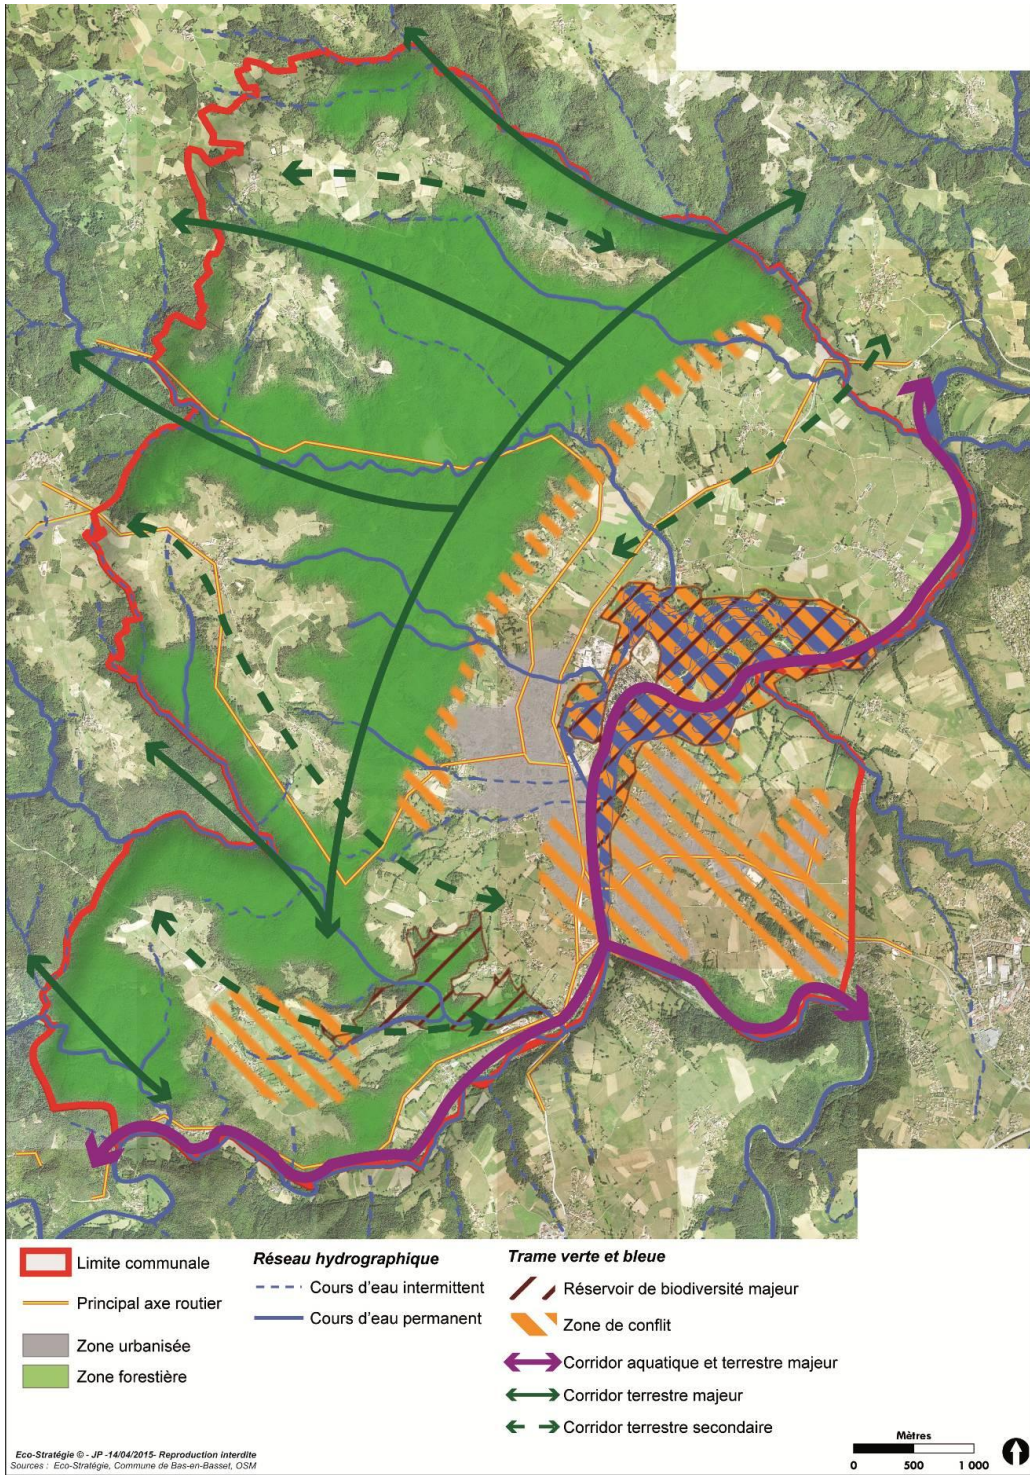 Limite communale
Principal axe routier
Zone urbanisée
Zone forestière
Réseau hydrographique
Cours d'eau intermittent
Cours d'eau permanent
Trame verte et bleue
Réservoir de biodiversité majeur
Zone de conflit
Corridor aquatique et terrestre majeur
Corridor terrestre majeur
Corridor terrestre secondaire
Eco-Stratégie © - JP -14/04/2015- Reproduction interdite
Sources : Eco-Stratégie, Commune de Bas-en-Basset, OSM
Mètres
0 500 1 000